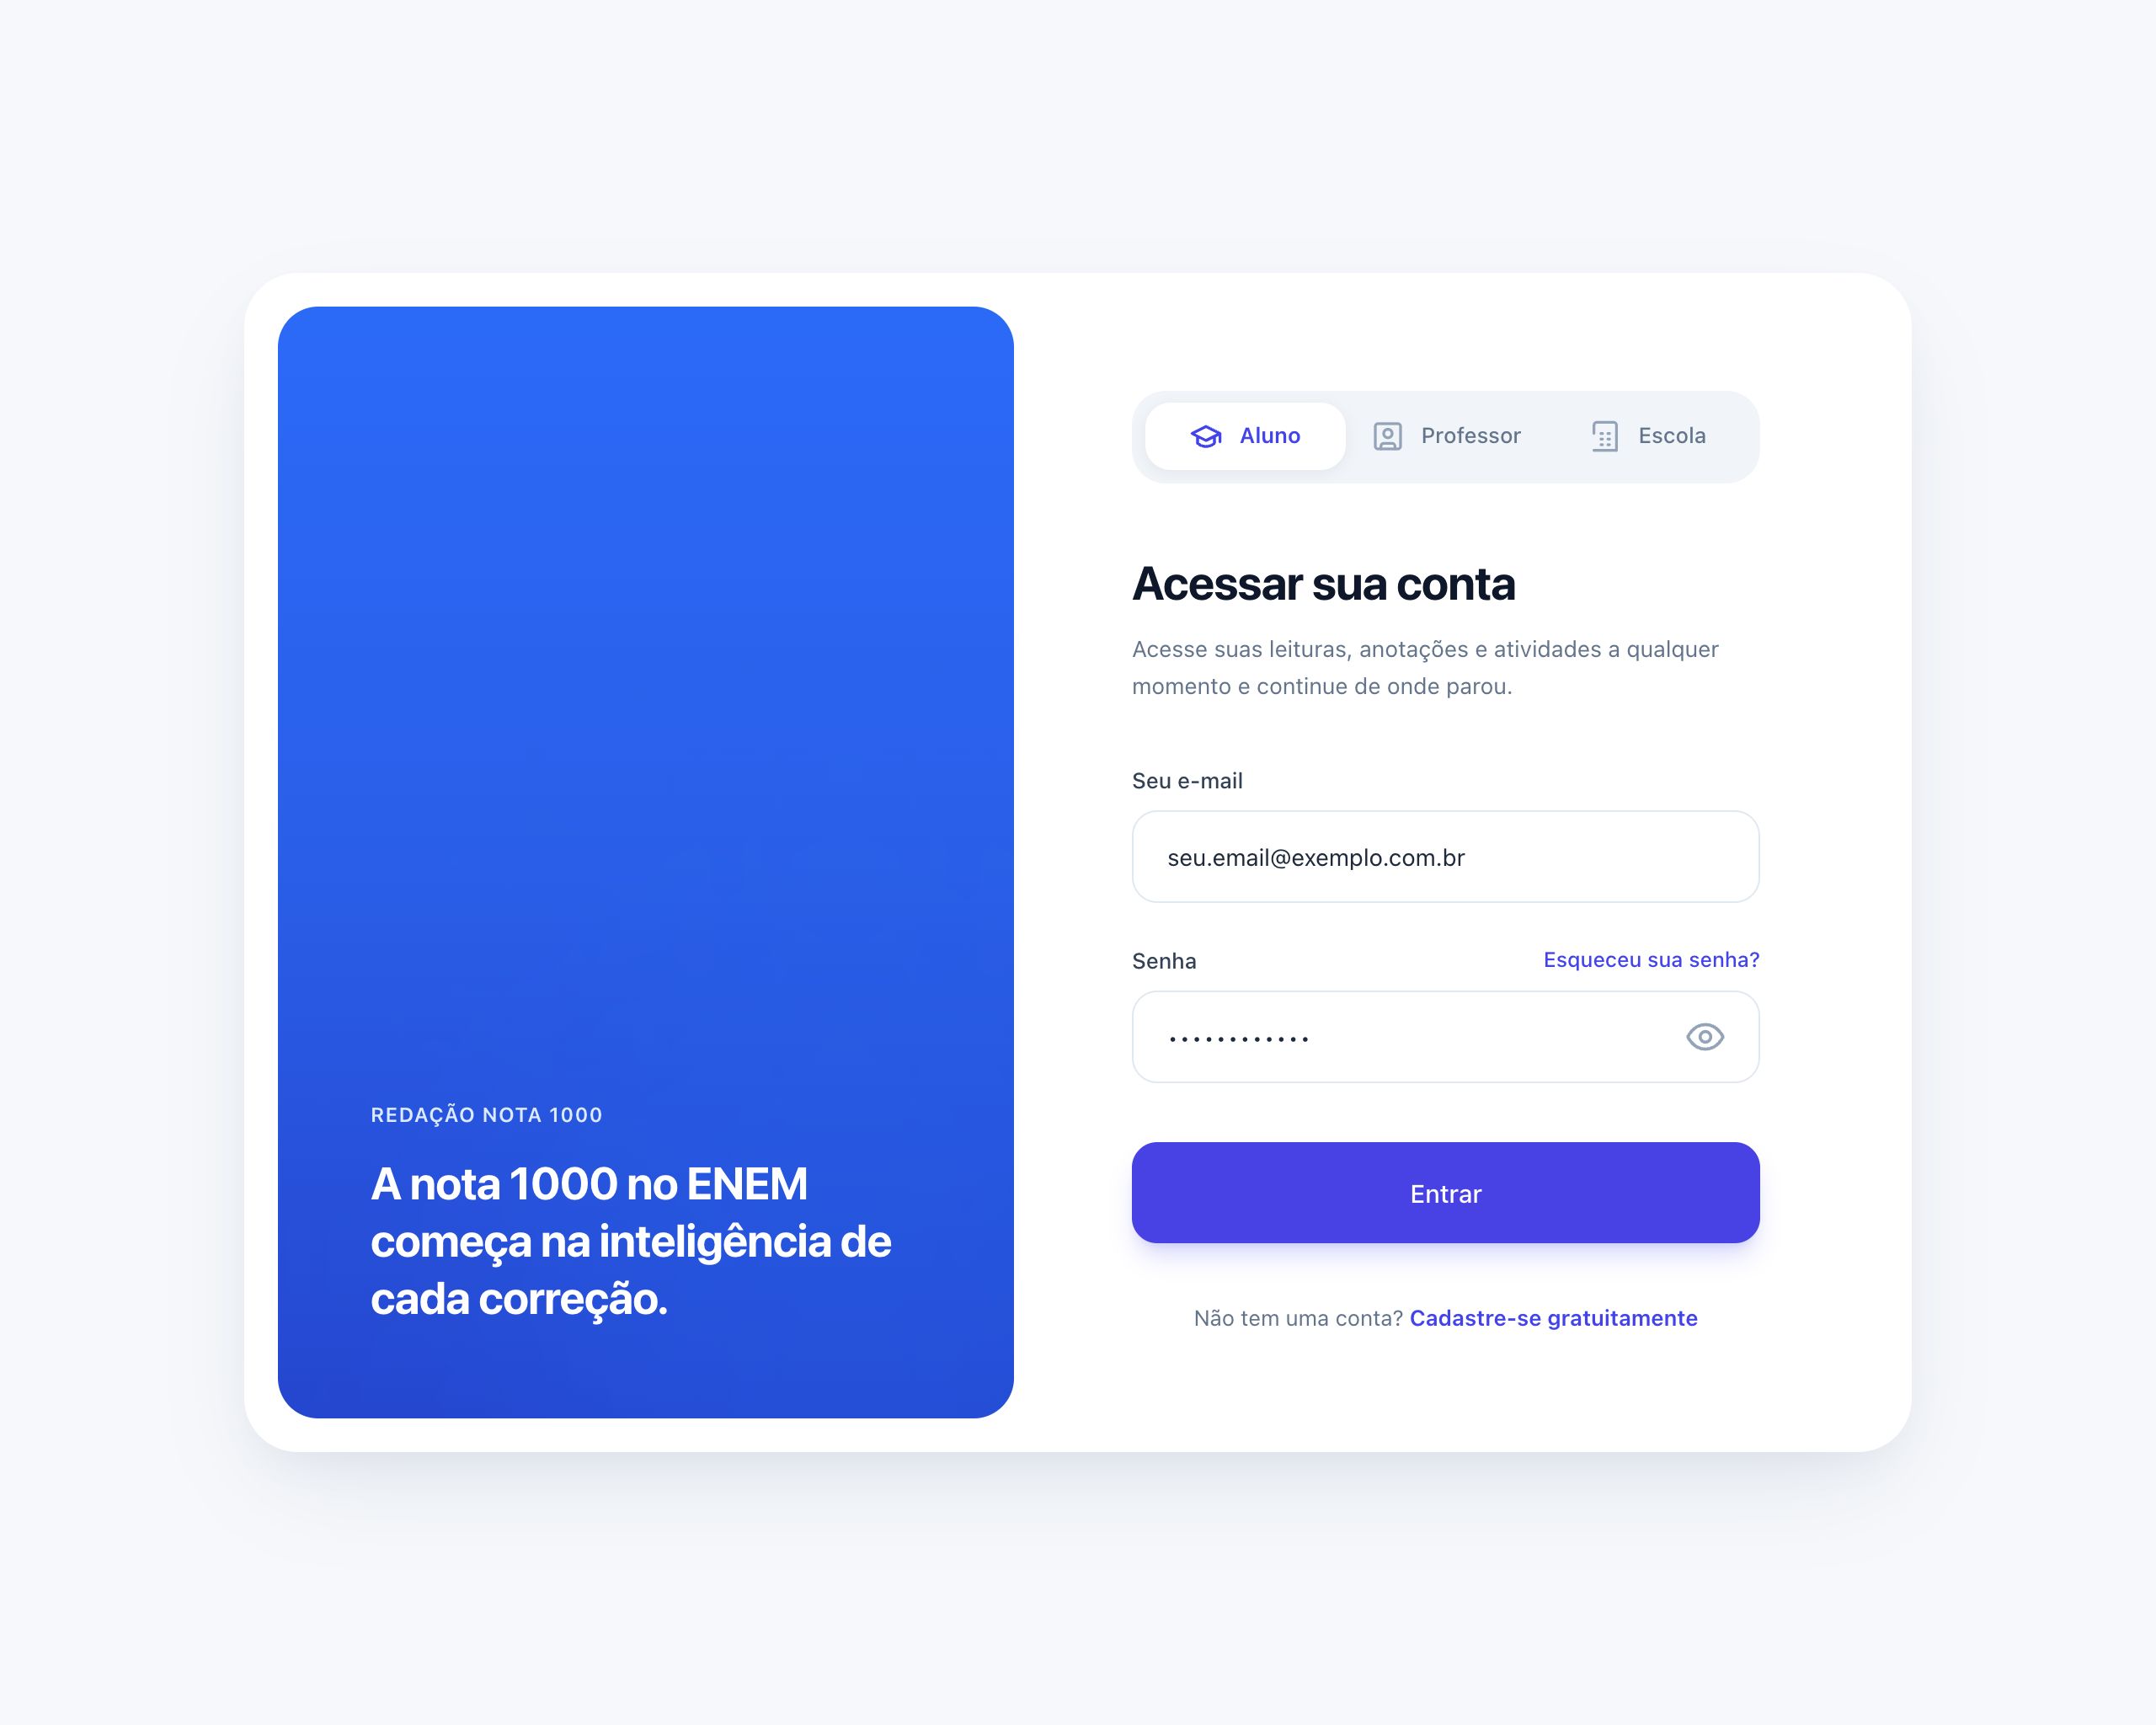 REDAÇÃO NOTA 1000
A nota 1000 no ENEM
começa na inteligência de
cada correção.
Aluno
Professor
Escola
Acessar sua conta
Acesse suas leituras, anotações e atividades a qualquer
momento e continue de onde parou.
Seu e-mail
seu.email@exemplo.com.br
Senha
Esqueceu sua senha?
••••••••••••
Entrar
Não tem uma conta? Cadastre-se gratuitamente